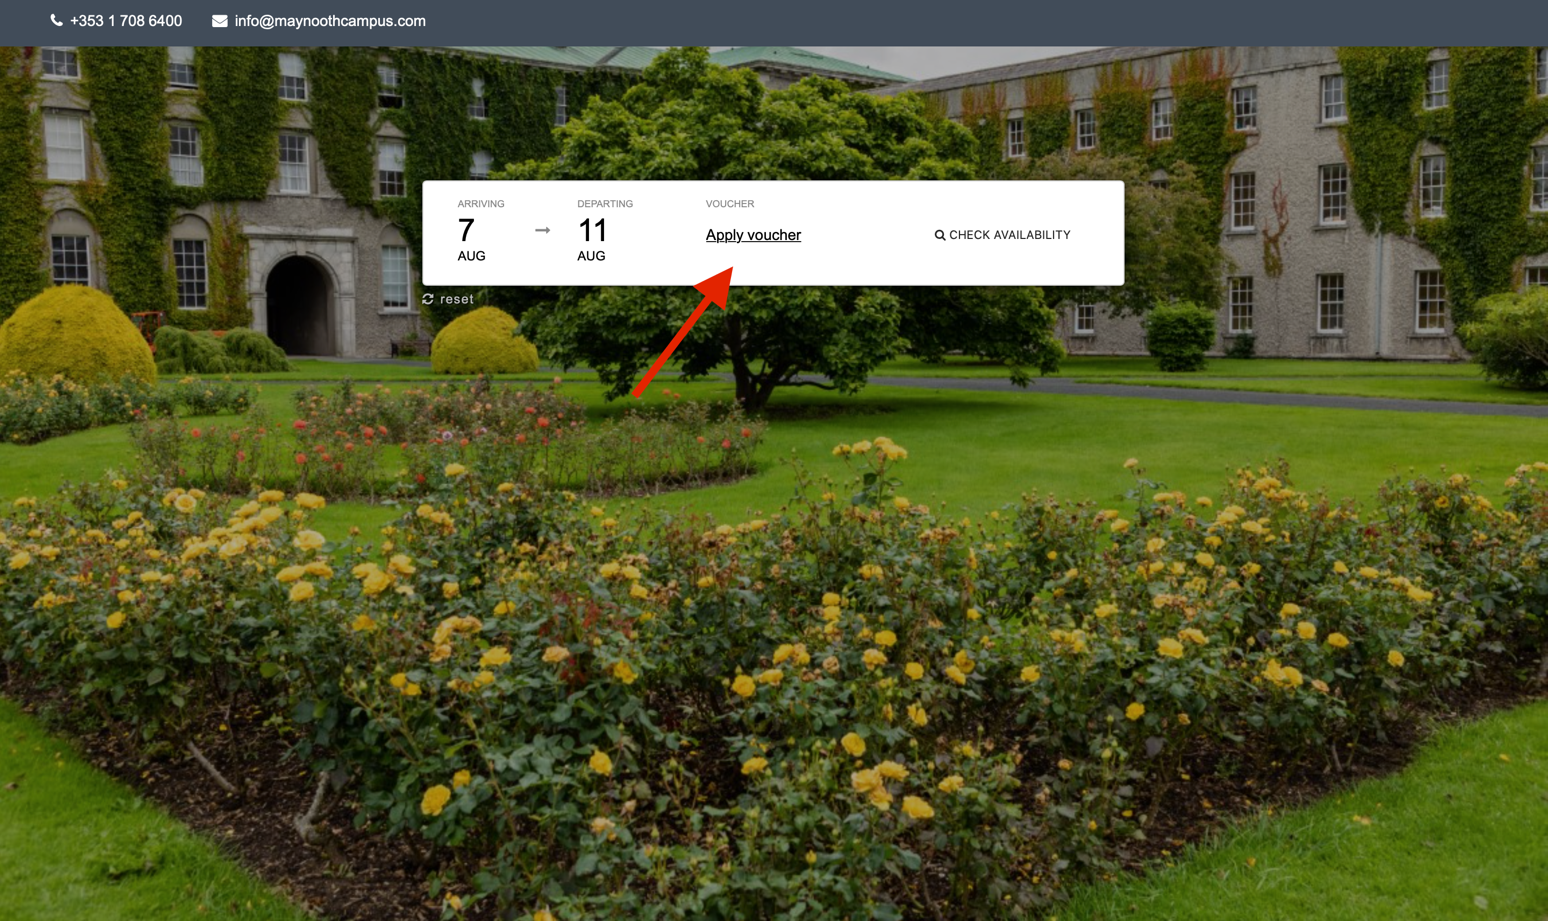 +353 1 708 6400 info@maynoothcampus.com
ARRIVING DEPARTING VOUCHER
7 11 Apply voucher CHECK AVAILABILITY
AUG AUG
reset